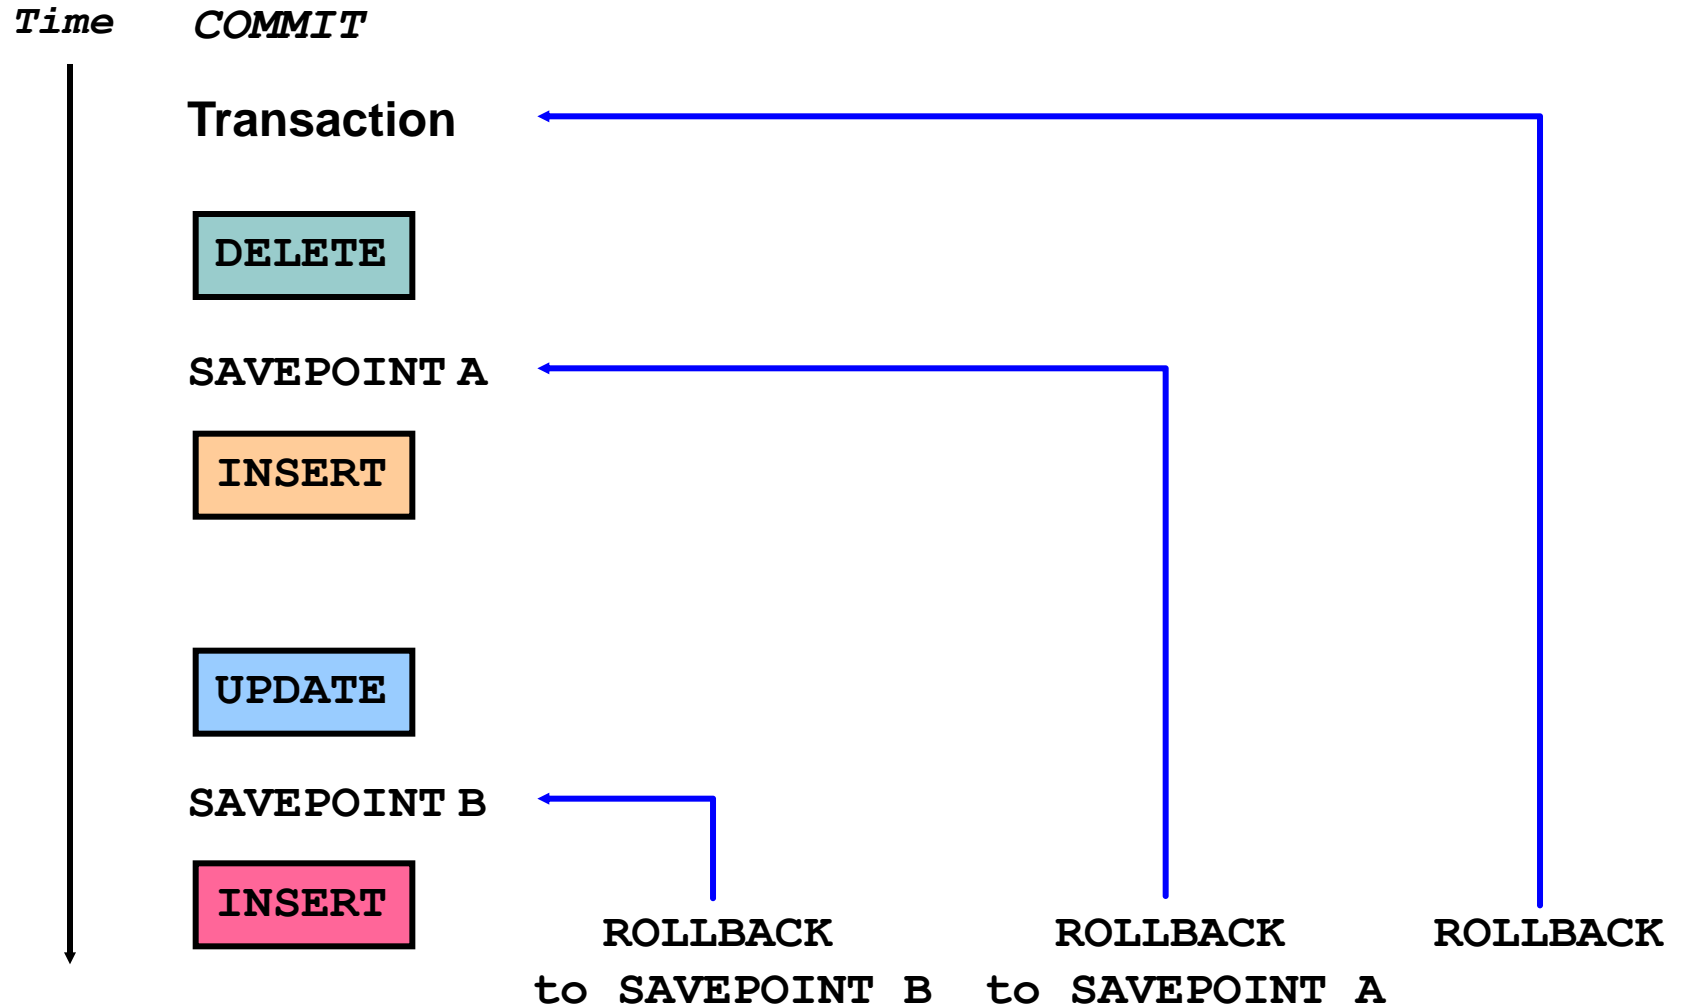 Time COMMIT
Transaction
DELETE
SAVEPOINT A
INSERT
UPDATE
SAVEPOINT B
INSERT
ROLLBACK
to SAVEPOINT B
ROLLBACK
to SAVEPOINT A
ROLLBACK